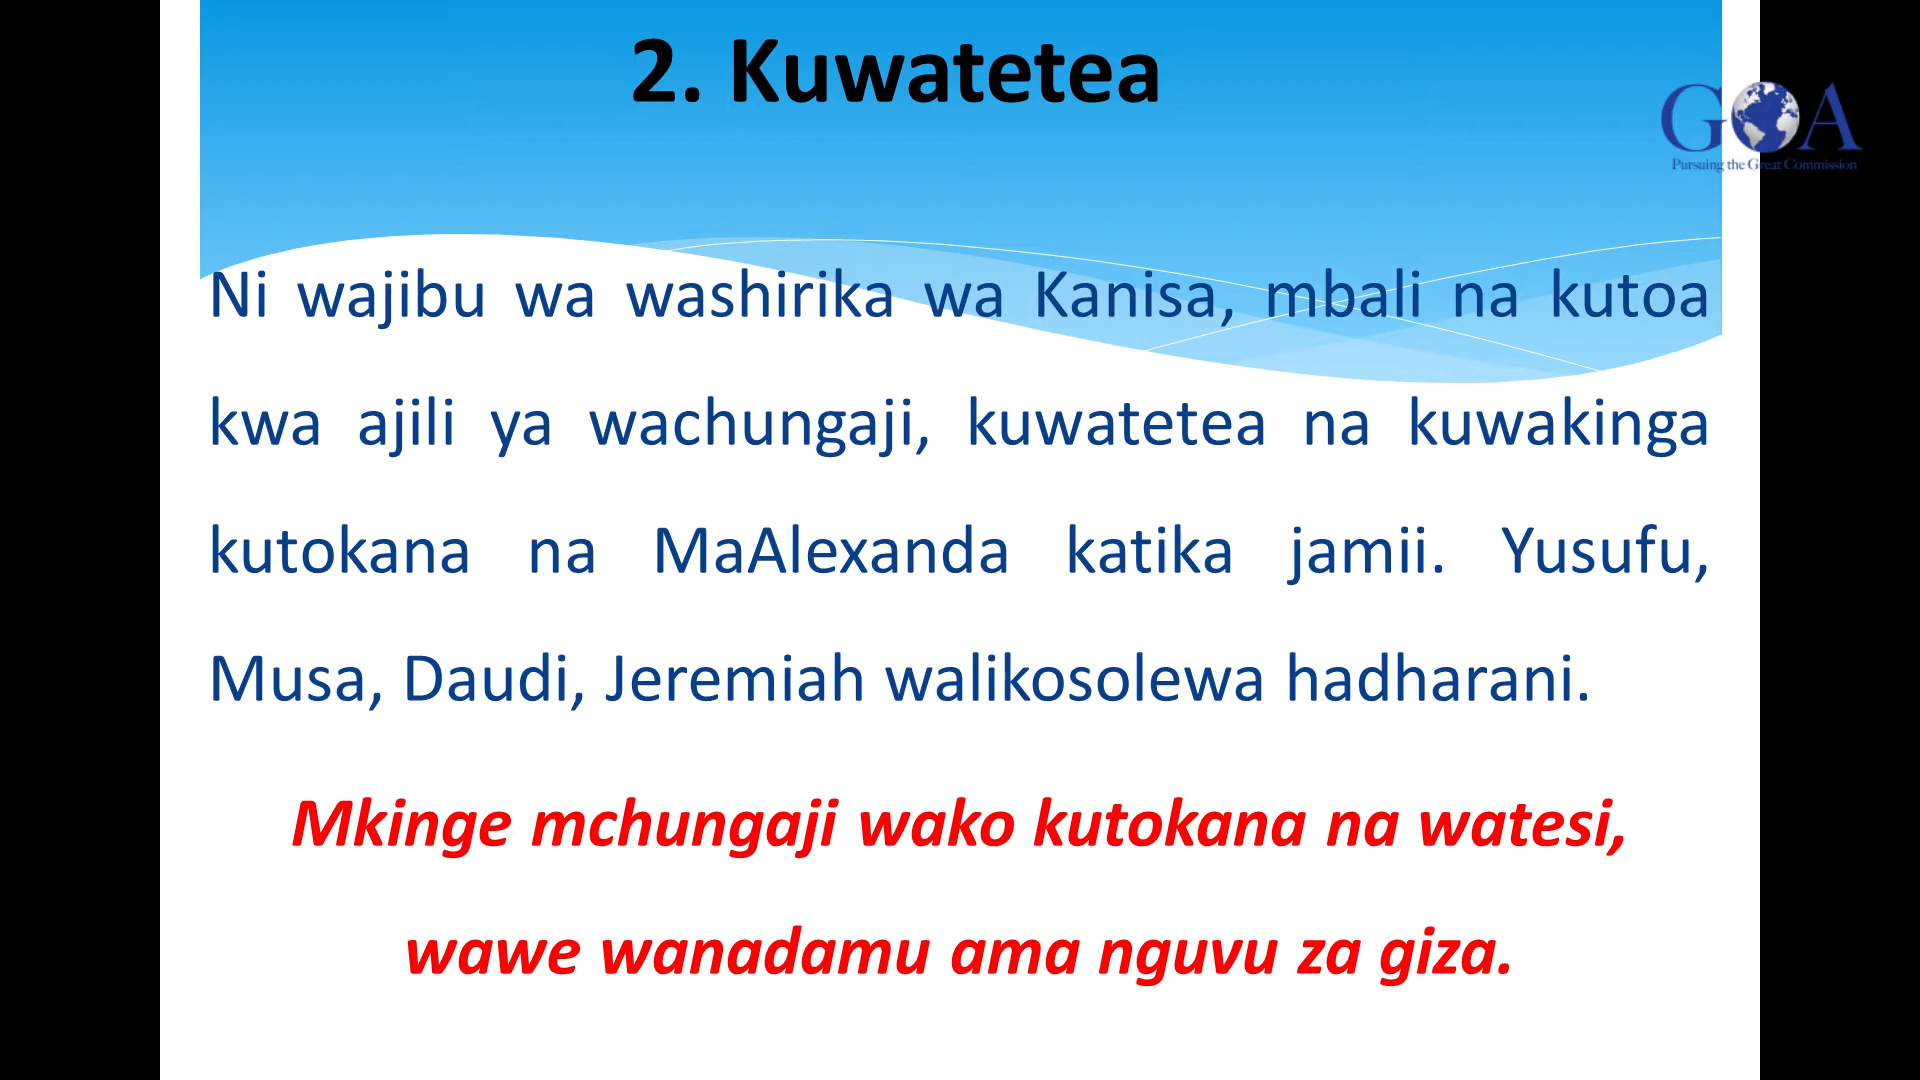 2. Kuwatetea
GOA
Pursuing the Great Commission
Ni wajibu wa washirika wa Kanisa, mbali na kutoa
kwa ajili ya wachungaji, kuwatetea na kuwakinga
kutokana na MaAlexanda katika jamii. Yusufu,
Musa, Daudi, Jeremiah walikosolewa hadharani.
Mkinge mchungaji wako kutokana na watesi,
wawe wanadamu ama nguvu za giza.